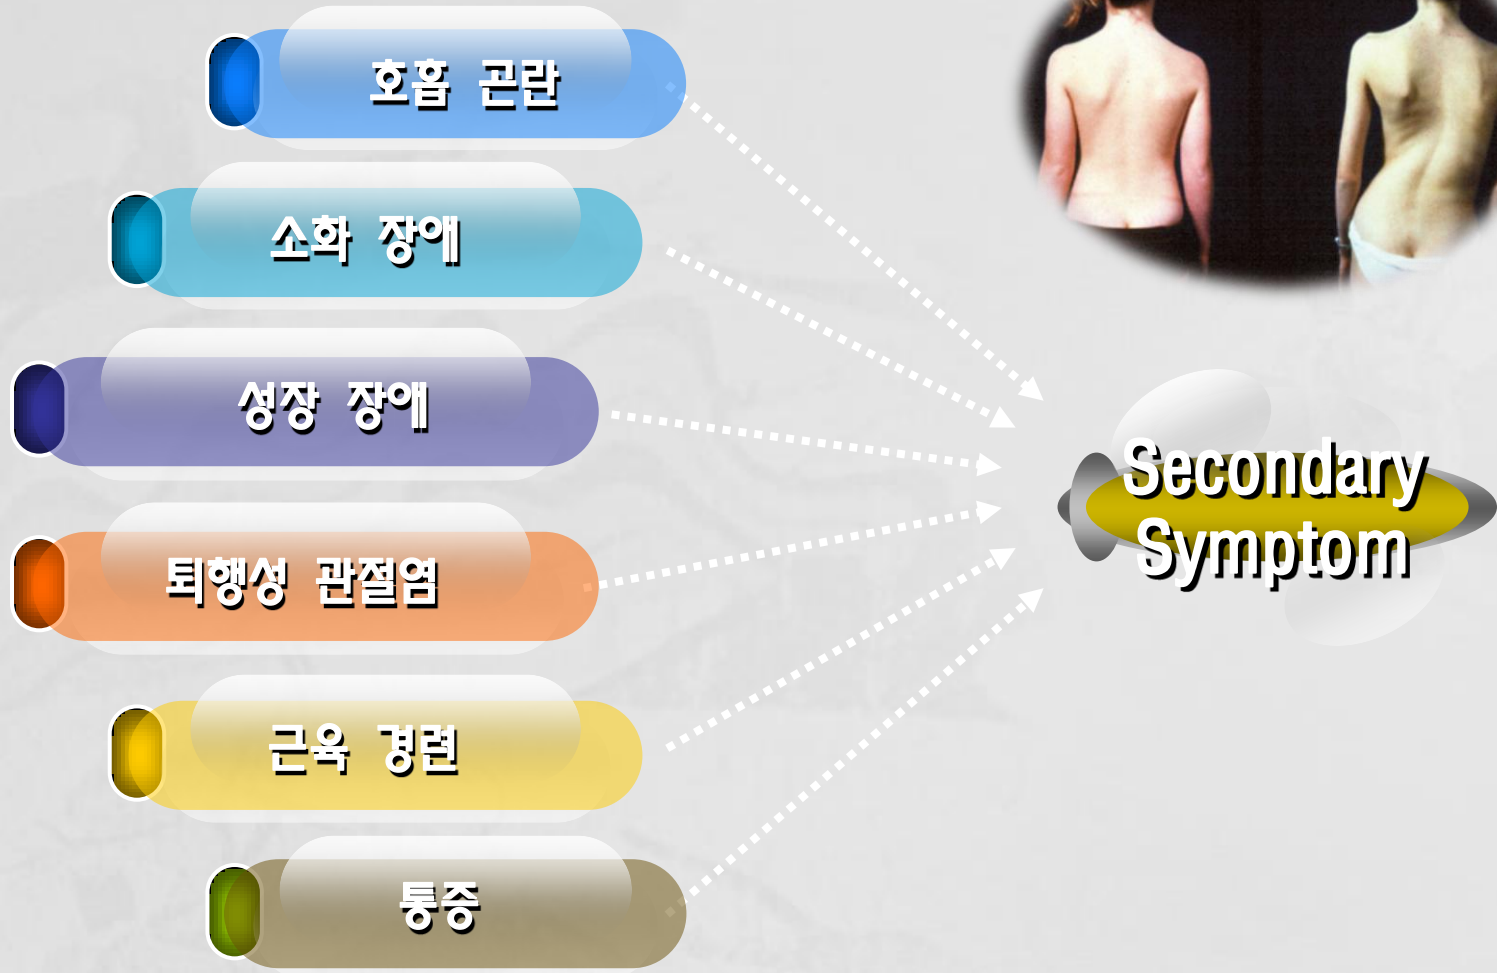 호흡 곤란
소화 장애
성장 장애
퇴행성 관절염
근육 경련
통증
Secondary
Symptom